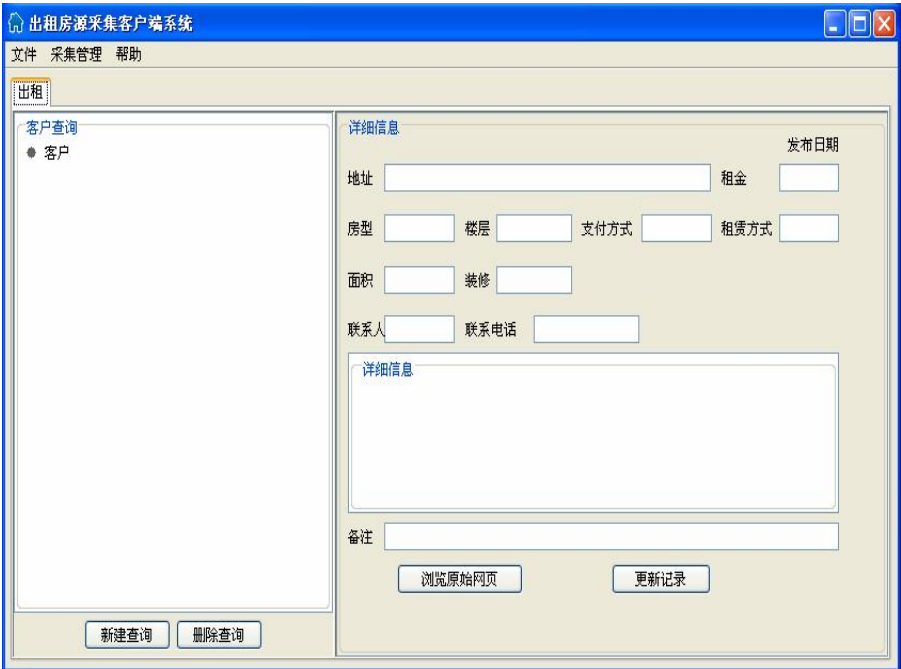 出租房源采集客户端系统
文件 采集管理 帮助
出租
客户查询
客户
新建查询 删除查询
详细信息
发布日期
地址 租金
房型 楼层 支付方式 租赁方式
面积 装修
联系人 联系电话
详细信息
备注
浏览原始网页 更新记录